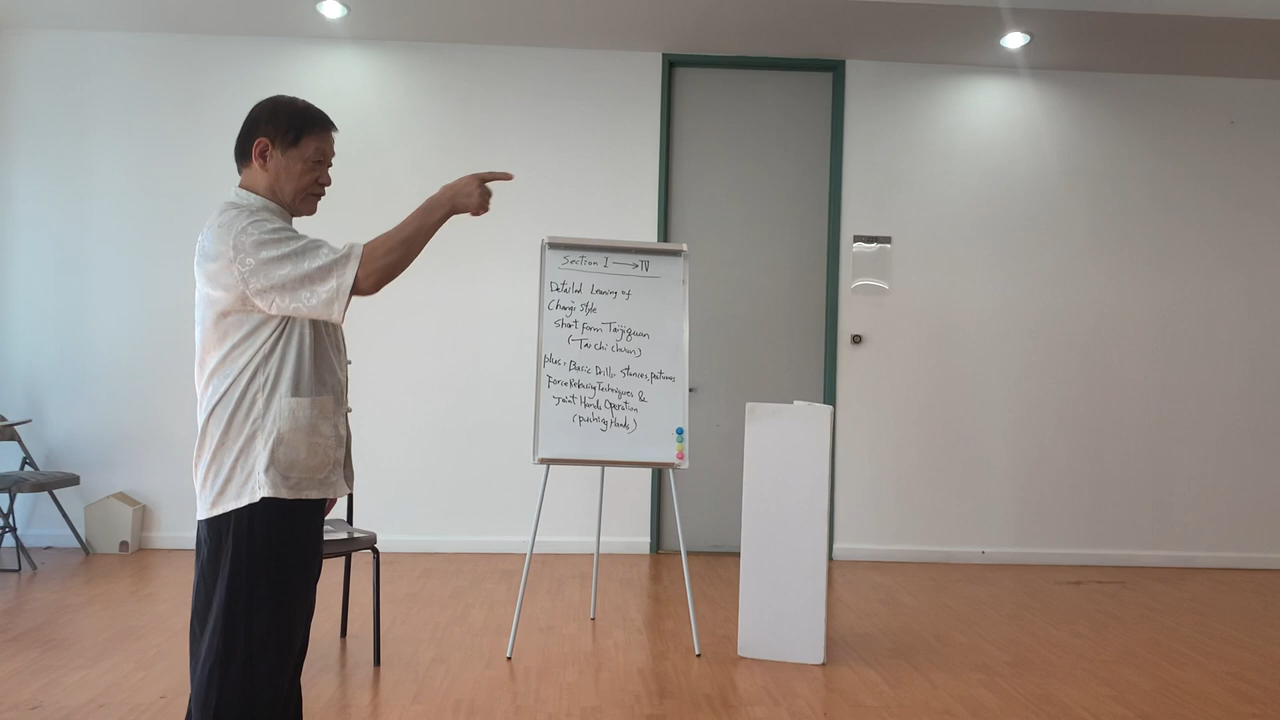 Section I → IV
Detailed Learning of
Chang's Style
Short Form Taijiquan
(Tai Chi Chuan)
plus: Basic Drills: Stances, postures
Force Releasing Techniques &
Joint Hands Operation
(pushing Hands)